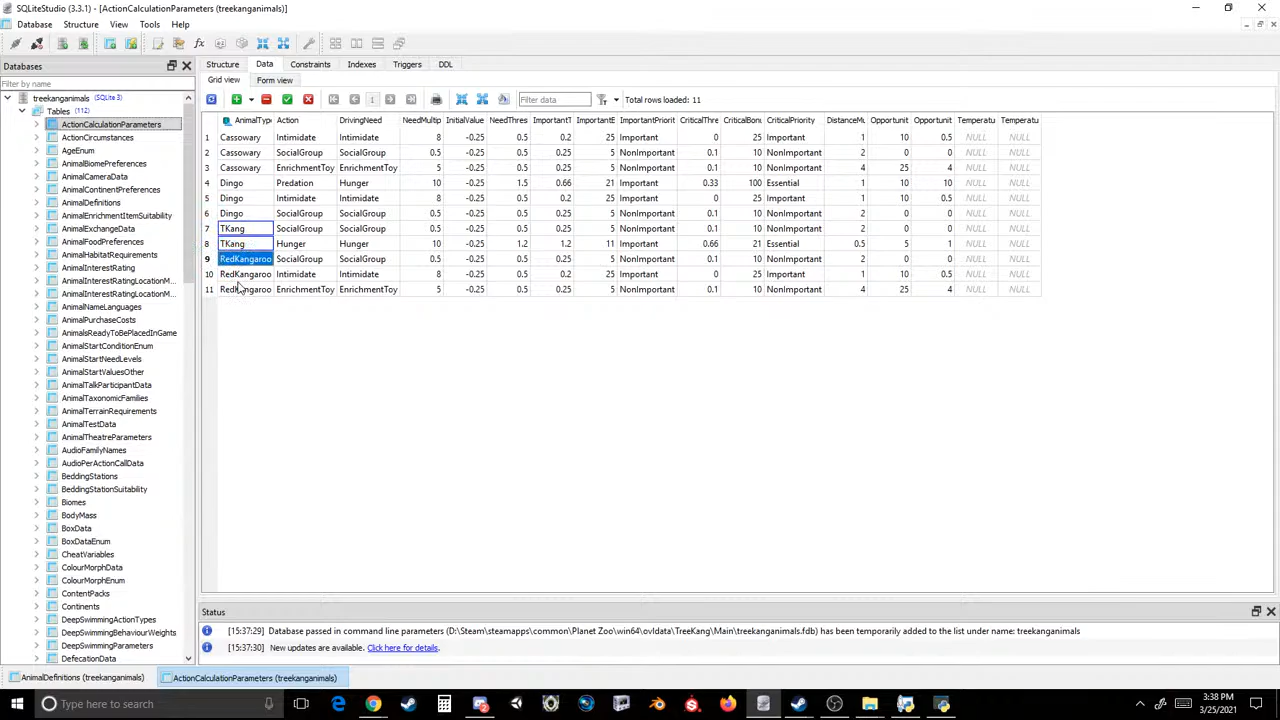 SQLiteStudio (3.3.1) - [ActionCalculationParameters (treekanganimals)]
Database Structure View Tools Help
Databases
Filter by name
treekanganimals (SQLite 3)
Tables (112)
ActionCalculationParameters
ActionCircumstances
AgeEnum
AnimalBiomePreferences
AnimalCameraData
AnimalContinentPreferences
AnimalDefinitions
AnimalEnrichmentItemSuitability
AnimalExchangeData
AnimalFoodPreferences
AnimalHabitatRequirements
AnimalInterestRating
AnimalInterestRatingLocationM...
AnimalInterestRatingLocationM...
AnimalNameLanguages
AnimalPurchaseCosts
AnimalsReadyToBePlacedInGame
AnimalStartConditionEnum
AnimalStartNeedLevels
AnimalStartValuesOther
AnimalTalkParticipantData
AnimalTaxonomicFamilies
AnimalTerrainRequirements
AnimalTestData
AnimalTheatreParameters
AudioFamilyNames
AudioPerActionCallData
BeddingStations
BeddingStationSuitability
Biomes
BodyMass
BoxData
BoxDataEnum
CheatVariables
ColourMorphData
ColourMorphEnum
ContentPacks
Continents
DeepSwimmingActionTypes
DeepSwimmingBehaviourWeights
DeepSwimmingParameters
DefecationData
Structure Data Constraints Indexes Triggers DDL
Grid view Form view
1 Filter data Total rows loaded: 11
AnimalType Action DrivingNeed NeedMultip InitialValue NeedThres ImportantT ImportantE ImportantPriorit CriticalThre CriticalBonu CriticalPriority DistanceMu Opportunit Opportunit Temperatu Temperatu
1 Cassowary Intimidate Intimidate 8 -0.25 0.5 0.2 25 Important 0 25 Important 1 10 0.5 NULL NULL
2 Cassowary SocialGroup SocialGroup 0.5 -0.25 0.5 0.25 5 NonImportant 0.1 10 NonImportant 2 0 0 NULL NULL
3 Cassowary EnrichmentToy EnrichmentToy 5 -0.25 0.5 0.25 5 NonImportant 0.1 10 NonImportant 4 25 4 NULL NULL
4 Dingo Predation Hunger 10 -0.25 1.5 0.66 21 Important 0.33 100 Essential 1 10 10 NULL NULL
5 Dingo Intimidate Intimidate 8 -0.25 0.5 0.2 25 Important 0 25 Important 1 10 0.5 NULL NULL
6 Dingo SocialGroup SocialGroup 0.5 -0.25 0.5 0.25 5 NonImportant 0.1 10 NonImportant 2 0 0 NULL NULL
7 TKang SocialGroup SocialGroup 0.5 -0.25 0.5 0.25 5 NonImportant 0.1 10 NonImportant 2 0 0 NULL NULL
8 TKang Hunger Hunger 10 -0.25 1.2 1.2 11 Important 0.66 21 Essential 0.5 5 1 NULL NULL
9 RedKangaroo SocialGroup SocialGroup 0.5 -0.25 0.5 0.25 5 NonImportant 0.1 10 NonImportant 2 0 0 NULL NULL
10 RedKangaroo Intimidate Intimidate 8 -0.25 0.5 0.2 25 Important 0 25 Important 1 10 0.5 NULL NULL
11 RedKangaroo EnrichmentToy EnrichmentToy 5 -0.25 0.5 0.25 5 NonImportant 0.1 10 NonImportant 4 25 4 NULL NULL
Status
[15:37:29] Database passed in command line parameters (D:\Steam\steamapps\common\Planet Zoo\win64\ovldata\TreeKang\Main\treekanganimals.fdb) has been temporarily added to the list under name: treekanganimals
[15:37:30] New updates are available. Click here for details.
AnimalDefinitions (treekanganimals) ActionCalculationParameters (treekanganimals)
Type here to search
3:38 PM
3/25/2021